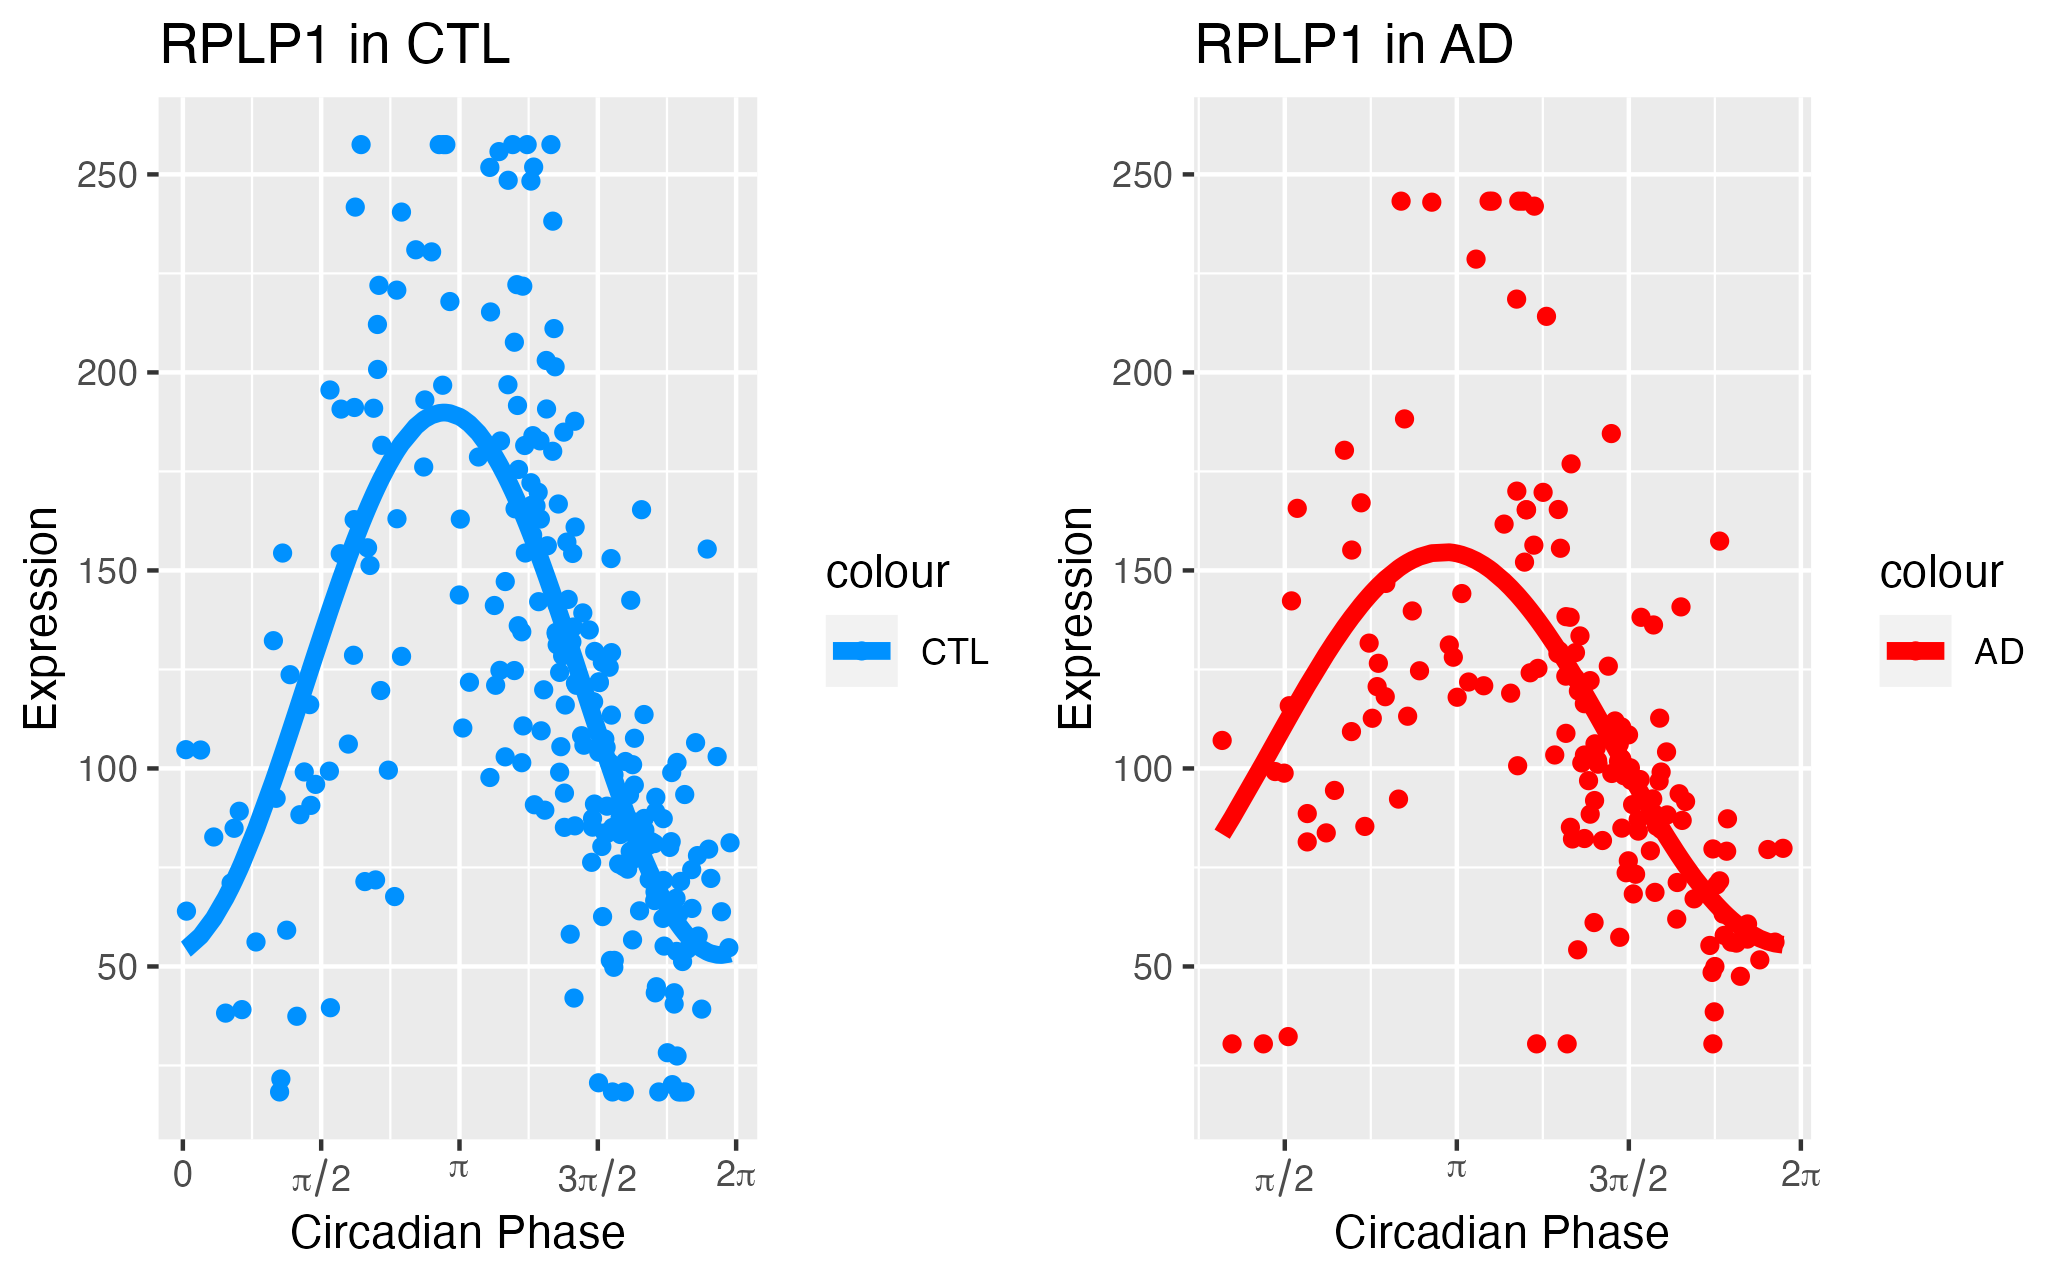 RPLP1 in CTL
Expression
250
200
150
100
50
0
π/2
π
3π/2
2π
Circadian Phase
colour
CTL
RPLP1 in AD
Expression
250
200
150
100
50
π/2
π
3π/2
2π
Circadian Phase
colour
AD